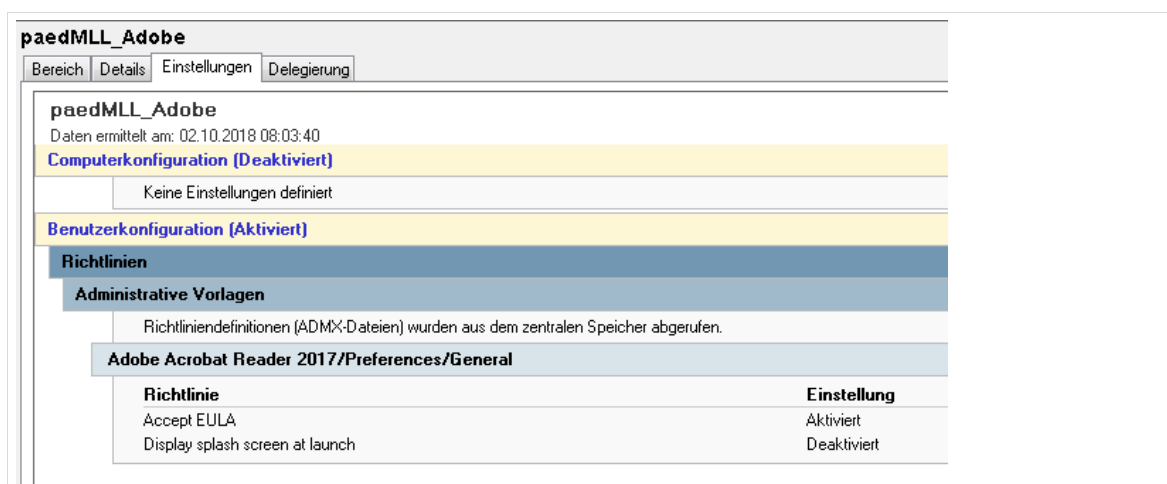 paedMLL_Adobe
Bereich Details Einstellungen Delegierung
paedMLL_Adobe
Daten ermittelt am: 02.10.2018 08:03:40
Computerkonfiguration (Deaktiviert)
Keine Einstellungen definiert
Benutzerkonfiguration (Aktiviert)
Richtlinien
Administrative Vorlagen
Richtliniendefinitionen (ADMX-Dateien) wurden aus dem zentralen Speicher abgerufen.
Adobe Acrobat Reader 2017/Preferences/General
Richtlinie Einstellung
Accept EULA Aktiviert
Display splash screen at launch Deaktiviert